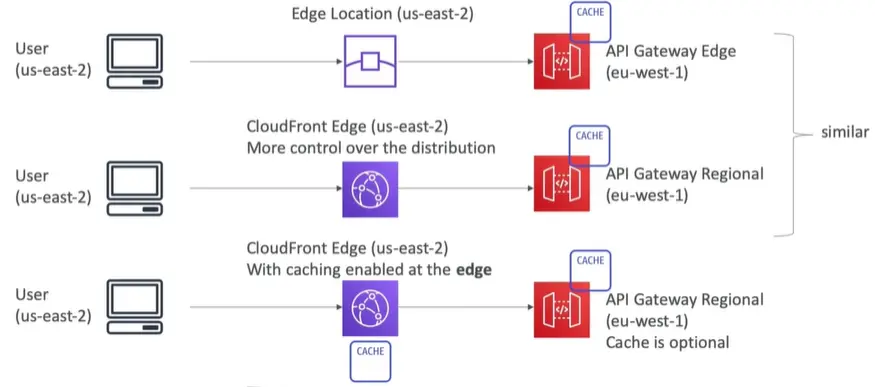 Edge Location (us-east-2)
CACHE
User
(us-east-2)
API Gateway Edge
(eu-west-1)
CloudFront Edge (us-east-2)
More control over the distribution
CACHE
User
(us-east-2)
API Gateway Regional
(eu-west-1)
similar
CloudFront Edge (us-east-2)
With caching enabled at the edge
CACHE
User
(us-east-2)
API Gateway Regional
(eu-west-1)
Cache is optional
CACHE